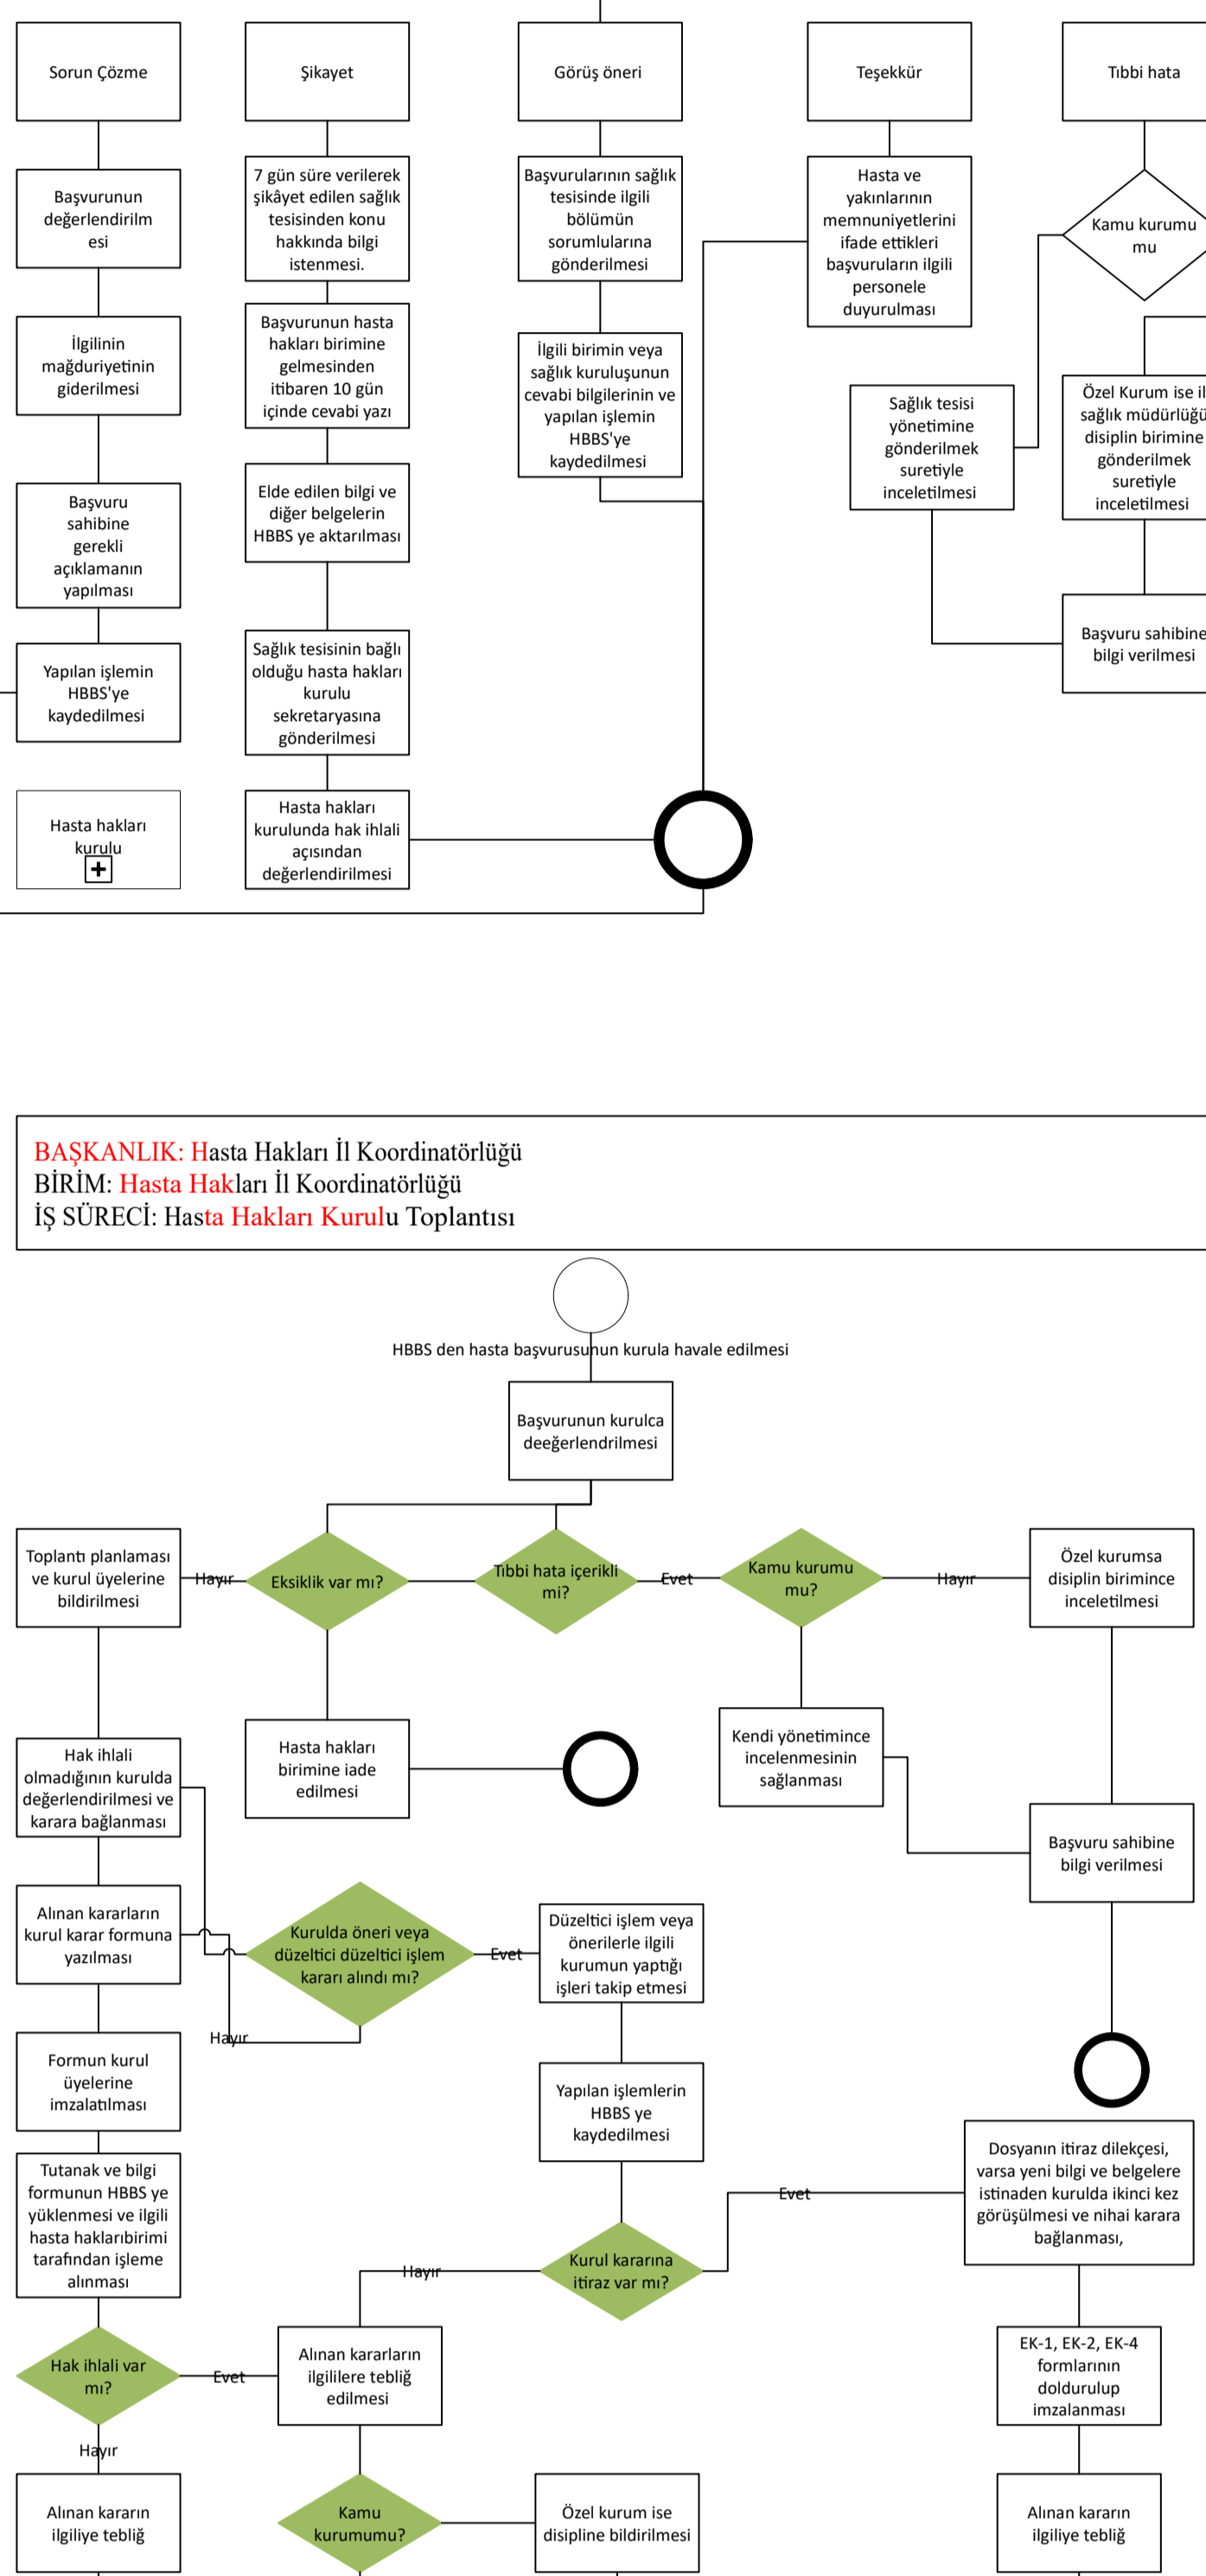 Sorun Çözme
Şikayet
Görüş öneri
Teşekkür
Tıbbi hata
Başvurunun
değerlendirilm
esi
7 gün süre verilerek
şikâyet edilen sağlık
tesisinden konu
hakkında bilgi
istenmesi.
Başvurularının sağlık
tesisinde ilgili
bölümün
sorumlularına
gönderilmesi
Hasta ve
yakınlarının
memnuniyetlerini
ifade ettikleri
başvuruların ilgili
personele
duyurulması
Kamu kurumu
mu
İlgilinin
mağduriyetinin
giderilmesi
Başvurunun hasta
hakları birimine
gelmesinden
itibaren 10 gün
içinde cevabi yazı
İlgili birimin veya
sağlık kuruluşunun
cevabi bilgilerinin ve
yapılan işlemin
HBBS'ye
kaydedilmesi
Sağlık tesisi
yönetimine
gönderilmek
suretiyle
inceletilmesi
Özel Kurum ise il
sağlık müdürlüğü
disiplin birimine
gönderilmek
suretiyle
inceletilmesi
Başvuru
sahibine
gerekli
açıklamanın
yapılması
Elde edilen bilgi ve
diğer belgelerin
HBBS ye aktarılması
Başvuru sahibine
bilgi verilmesi
Yapılan işlemin
HBBS'ye
kaydedilmesi
Sağlık tesisinin bağlı
olduğu hasta hakları
kurulu
sekretaryasına
gönderilmesi
Hasta hakları
kurulu
Hasta hakları
kurulunda hak ihlali
açısından
değerlendirilmesi
BAŞKANLIK: Hasta Hakları İl Koordinatörlüğü
BİRİM: Hasta Hakları İl Koordinatörlüğü
İŞ SÜRECİ: Hasta Hakları Kurulu Toplantısı
HBBS den hasta başvurusunun kurula havale edilmesi
Başvurunun kurulca
deeğerlendrilmesi
Toplantı planlaması
ve kurul üyelerine
bildirilmesi
Hayır
Eksiklik var mı?
Tıbbi hata içerikli
mi?
Evet
Kamu kurumu
mu?
Hayır
Özel kurumsa
disiplin birimince
inceletilmesi
Hak ihlali
olmadığının kurulda
değerlendirilmesi ve
karara bağlanması
Hasta hakları
birimine iade
edilmesi
Kendi yönetimince
incelenmesinin
sağlanması
Başvuru sahibine
bilgi verilmesi
Alınan kararların
kurul karar formuna
yazılması
Kurulda öneri veya
düzeltici düzeltici işlem
kararı alındı mı?
Evet
Düzeltici işlem veya
önerilerle ilgili
kurumun yaptığı
işleri takip etmesi
Hayır
Formun kurul
üyelerine
imzalatılması
Yapılan işlemlerin
HBBS ye
kaydedilmesi
Tutanak ve bilgi
formunun HBBS ye
yüklenmesi ve ilgili
hasta haklarıbirimi
tarafından işleme
alınması
Dosyanın itiraz dilekçesi,
varsa yeni bilgi ve belgelere
istinaden kurulda ikinci kez
görüşülmesi ve nihai karara
bağlanması,
Evet
Hayır
Kurul kararına
itiraz var mı?
Hak ihlali var
mı?
Evet
Alınan kararların
ilgililere tebliğ
edilmesi
EK-1, EK-2, EK-4
formlarının
doldurulup
imzalanması
Hayır
Alınan kararın
ilgiliye tebliğ
Kamu
kurumumu?
Özel kurum ise
disipline bildirilmesi
Alınan kararın
ilgiliye tebliğ